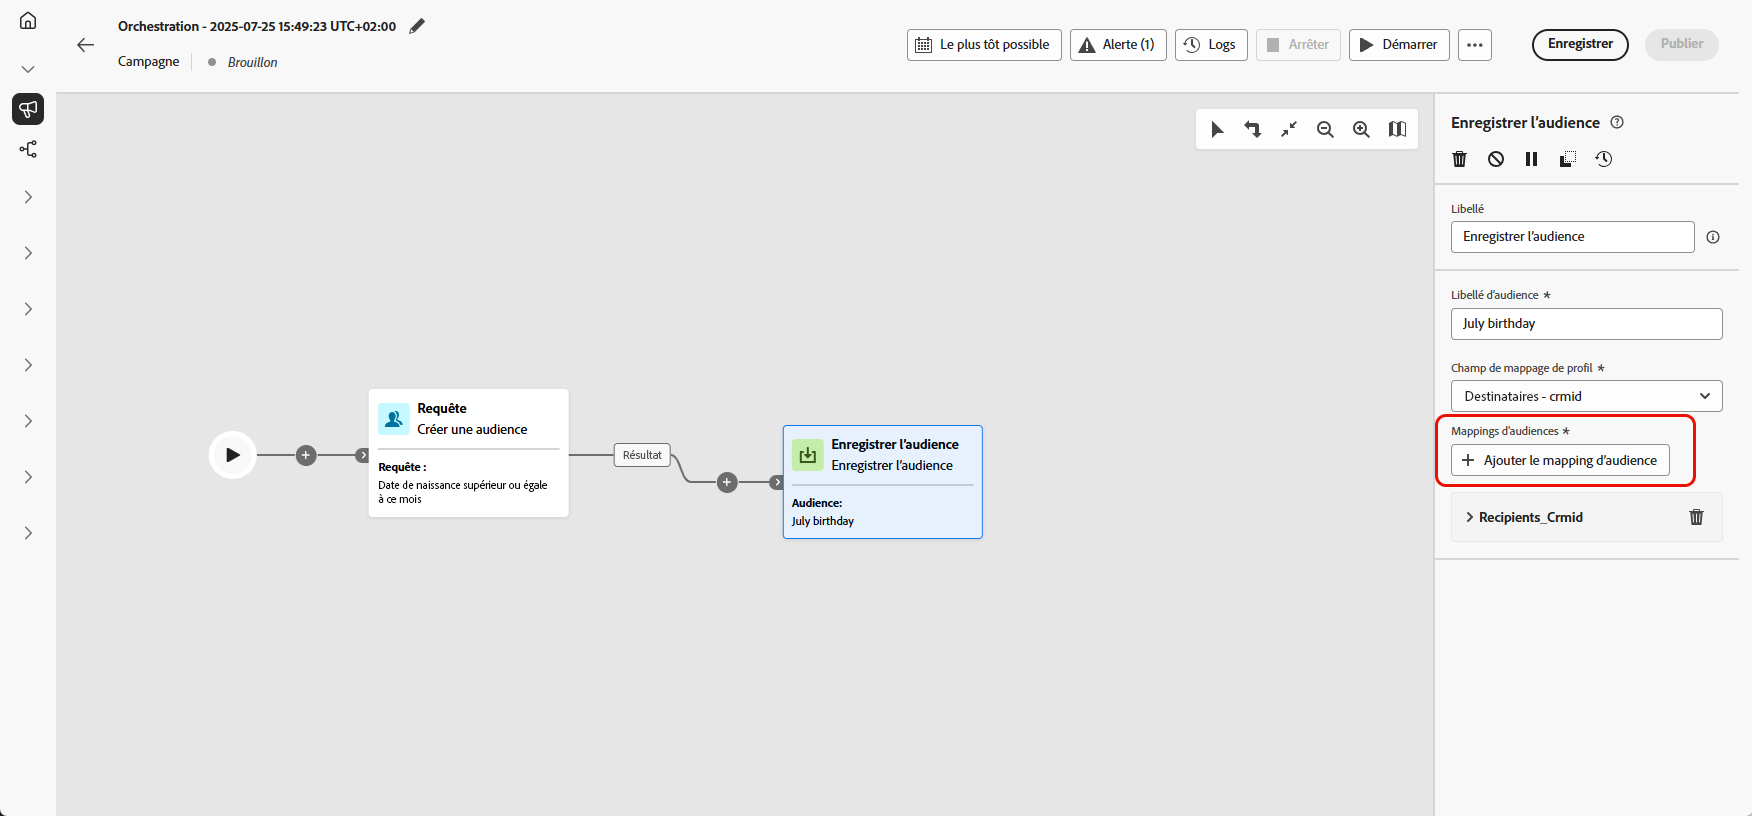 Orchestration - 2025-07-25 15:49:23 UTC+02:00
Campagne
Brouillon
Le plus tôt possible
Alerte (1)
Logs
Arrêter
Démarrer
Enregistrer
Publier
Requête
Créer une audience
Requête :
Date de naissance supérieur ou égale
à ce mois
Résultat
Enregistrer l'audience
Enregistrer l'audience
Audience:
July birthday
Enregistrer l'audience
Libellé
Enregistrer l'audience
Libellé d'audience *
July birthday
Champ de mappage de profil *
Destinataires - crmid
Mappings d'audiences *
Ajouter le mapping d'audience
Recipients_Crmid